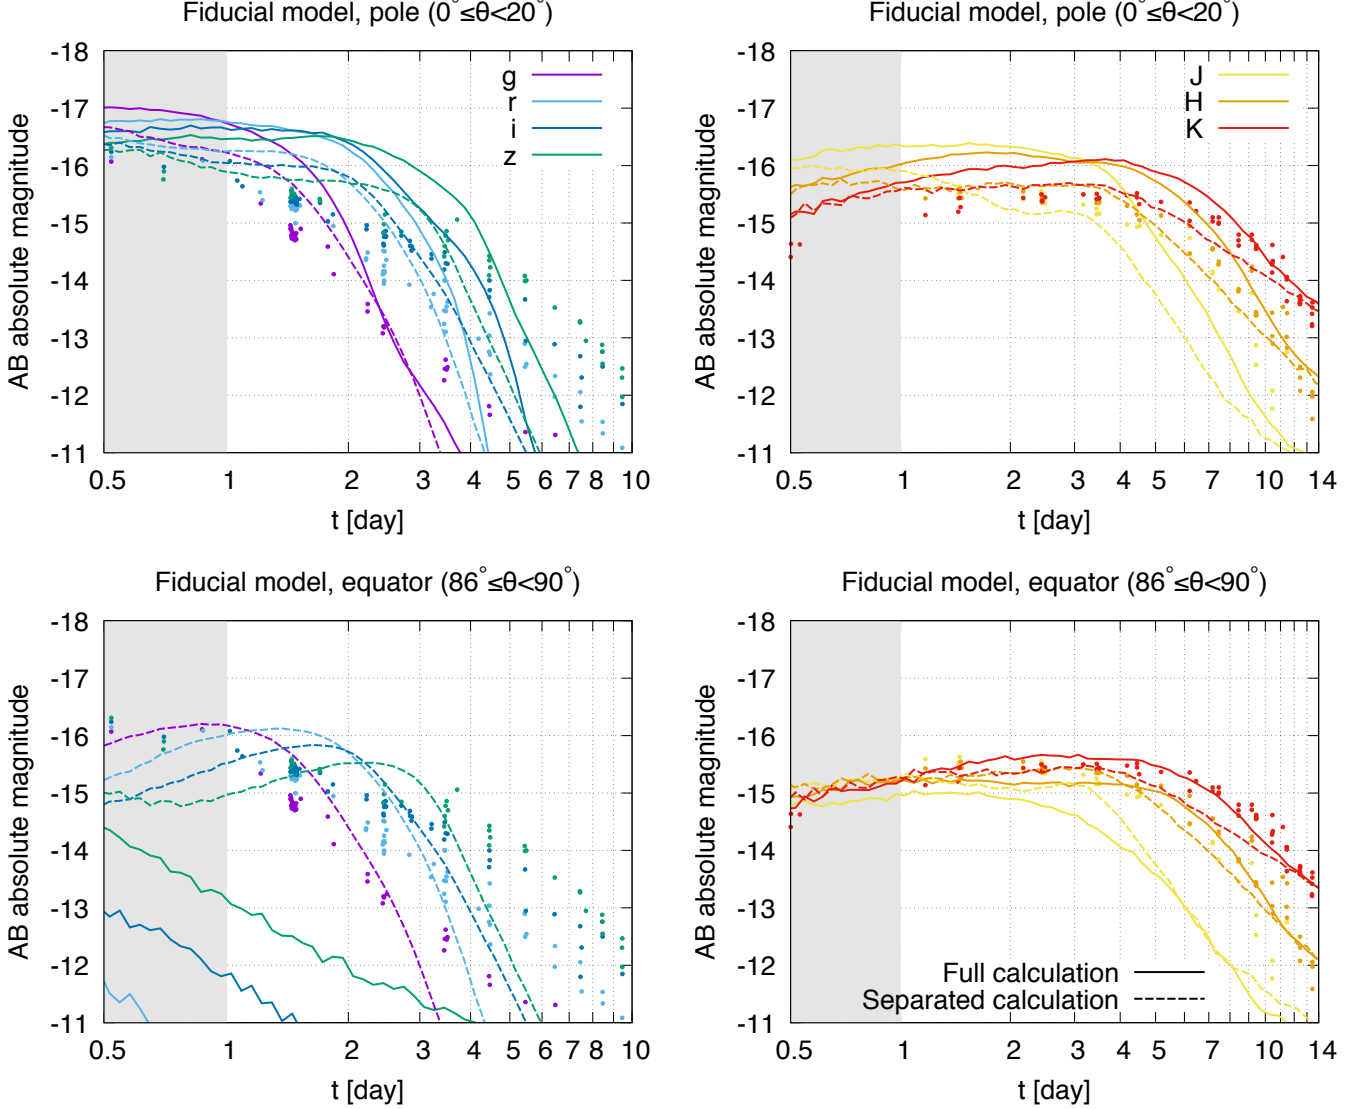 Fiducial model, pole (0°≤θ<20°)
-18
-17
-16
-15
-14
-13
-12
-11
0.5 1 2 3 4 5 6 7 8 10
AB absolute magnitude
t [day]
g
r
i
z
Fiducial model, pole (0°≤θ<20°)
-18
-17
-16
-15
-14
-13
-12
-11
0.5 1 2 3 4 5 7 10 14
AB absolute magnitude
t [day]
J
H
K
Fiducial model, equator (86°≤θ<90°)
-18
-17
-16
-15
-14
-13
-12
-11
0.5 1 2 3 4 5 6 7 8 10
AB absolute magnitude
t [day]
Fiducial model, equator (86°≤θ<90°)
-18
-17
-16
-15
-14
-13
-12
-11
0.5 1 2 3 4 5 7 10 14
AB absolute magnitude
t [day]
Full calculation
Separated calculation